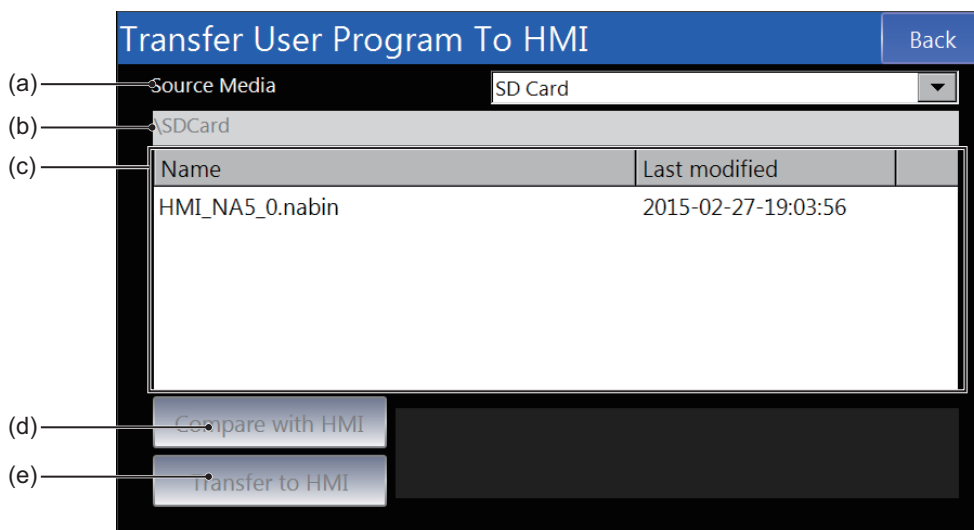 Transfer User Program To HMI Back
(a) Source Media SD Card
(b) \SDCard
(c) Name Last modified
HMI_NA5_0.nabin 2015-02-27-19:03:56
(d) Compare with HMI
(e) Transfer to HMI